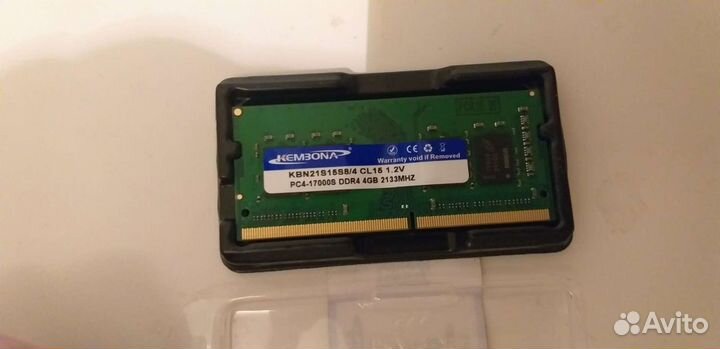 KEMBONA
Warranty void if Removed
KBN21S15S8/4 CL15 1.2V
PC4-17000S DDR4 4GB 2133MHZ
Avito